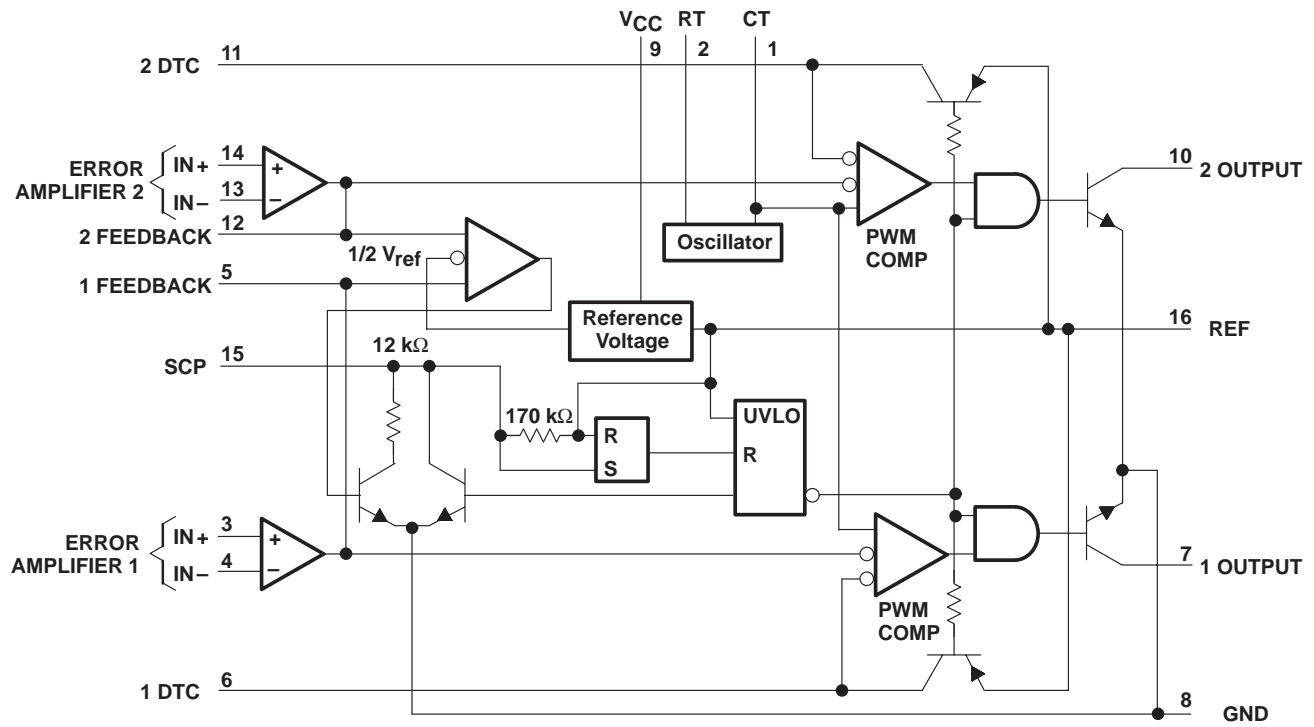 VCC RT CT
9 2 1
2 DTC 11
ERROR AMPLIFIER 2
IN+ 14
IN− 13
+
−
10
2 OUTPUT
12
2 FEEDBACK
Oscillator
PWM COMP
1/2 Vref
5
1 FEEDBACK
Reference Voltage
16 REF
12 kΩ
SCP 15
170 kΩ
UVLO
R
R
S
ERROR AMPLIFIER 1
IN+ 3
IN− 4
+
−
7
1 OUTPUT
PWM COMP
1 DTC 6
8 GND